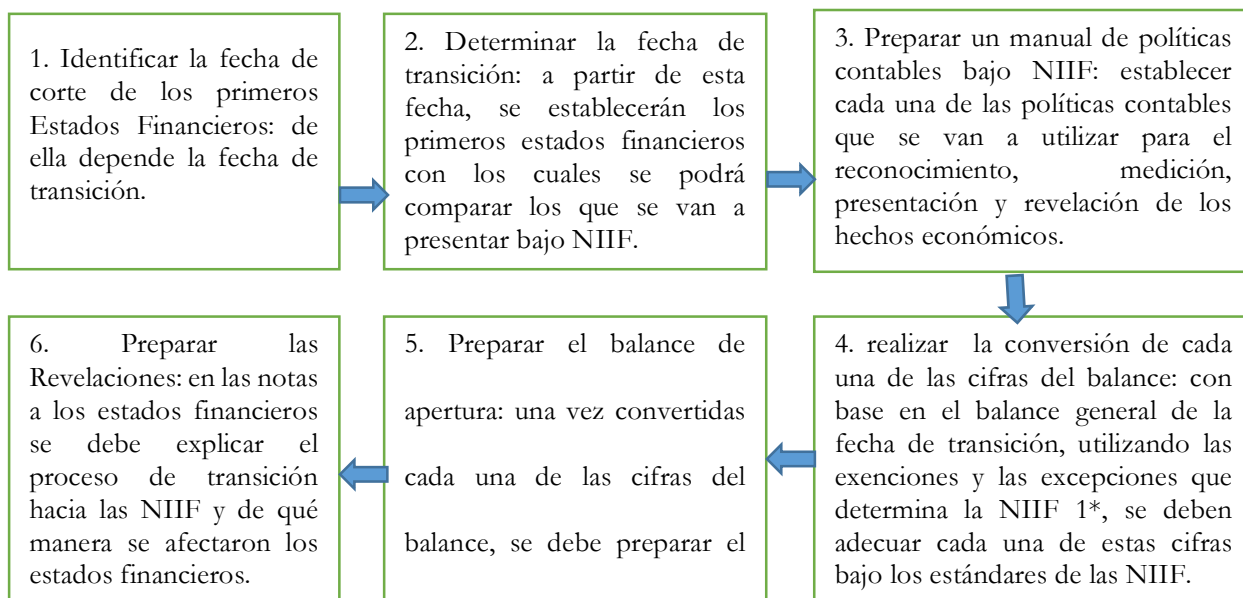 1. Identificar la fecha de
corte de los primeros
Estados Financieros: de
ella depende la fecha de
transición.
2. Determinar la fecha de
transición: a partir de esta
fecha, se establecerán los
primeros estados financieros
con los cuales se podrá
comparar los que se van a
presentar bajo NIIF.
3. Preparar un manual de políticas
contables bajo NIIF: establecer
cada una de las políticas contables
que se van a utilizar para el
reconocimiento, medición,
presentación y revelación de los
hechos económicos.
4. realizar la conversión de cada
una de las cifras del balance: con
base en el balance general de la
fecha de transición, utilizando las
exenciones y las excepciones que
determina la NIIF 1*, se deben
adecuar cada una de estas cifras
bajo los estándares de las NIIF.
5. Preparar el balance de
apertura: una vez convertidas
cada una de las cifras del
balance, se debe preparar el
6. Preparar las
Revelaciones: en las notas
a los estados financieros
se debe explicar el
proceso de transición
hacia las NIIF y de qué
manera se afectaron los
estados financieros.